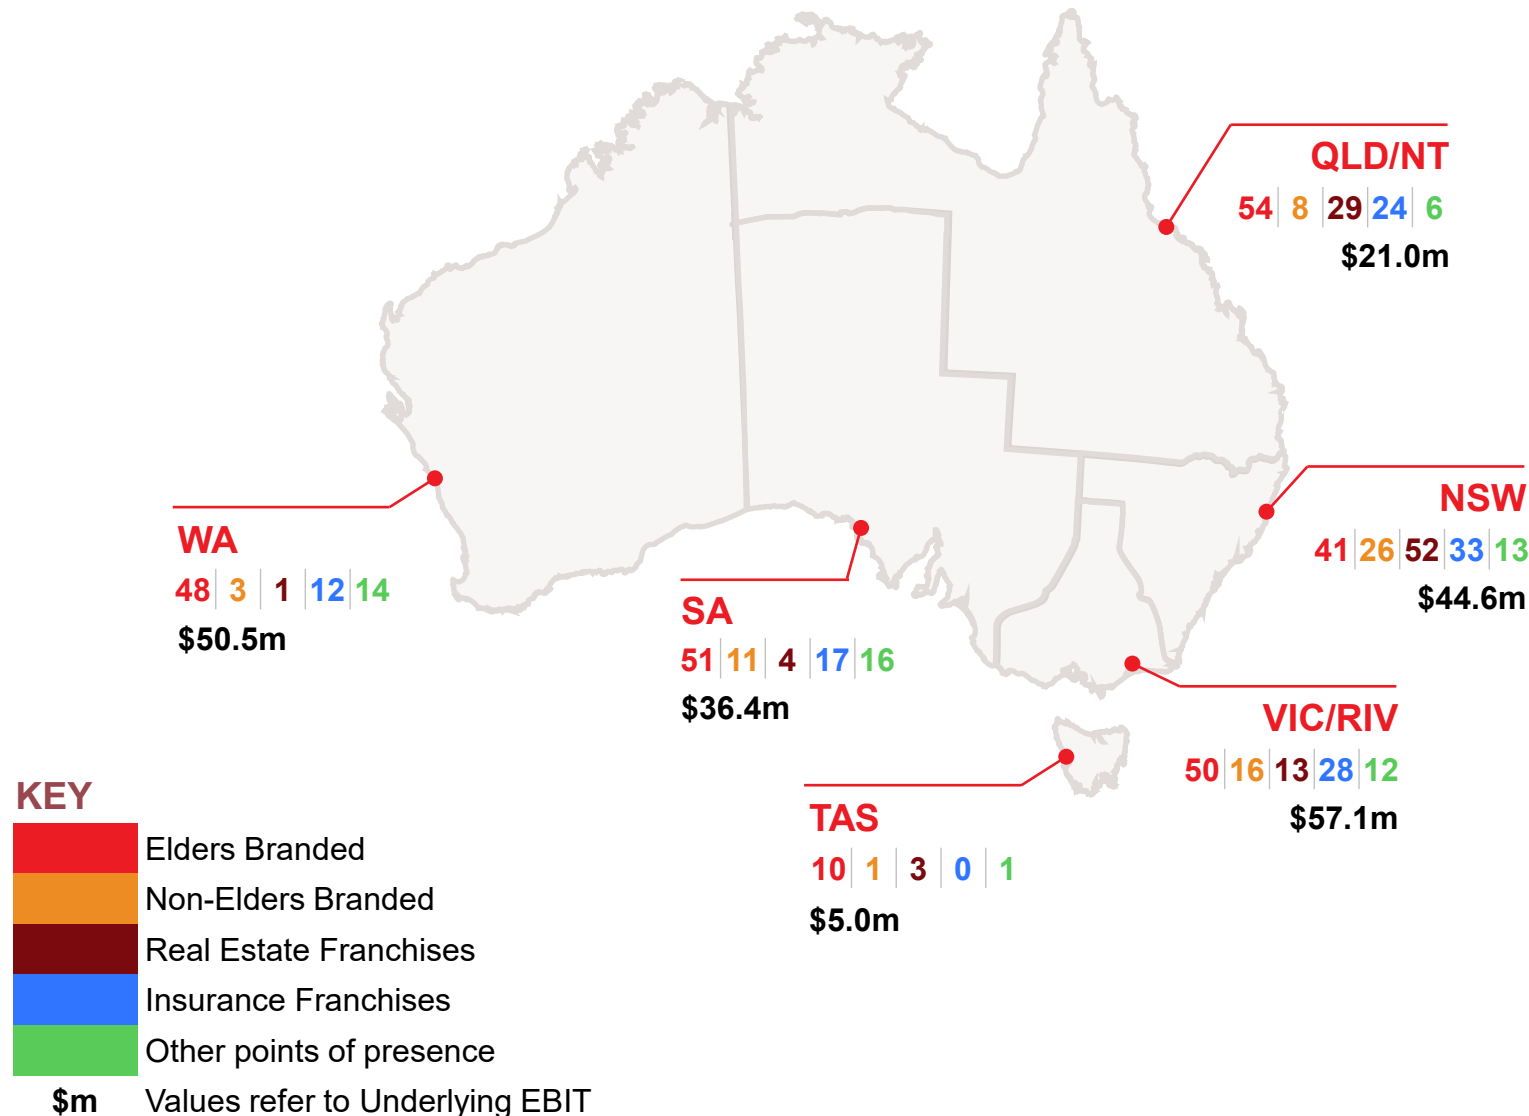 QLD/NT
54 8 29 24 6
$21.0m
NSW
41 26 52 33 13
$44.6m
WA
48 3 1 12 14
$50.5m
SA
51 11 4 17 16
$36.4m
VIC/RIV
50 16 13 28 12
$57.1m
TAS
10 1 3 0 1
$5.0m
KEY
Elders Branded
Non-Elders Branded
Real Estate Franchises
Insurance Franchises
Other points of presence
$m Values refer to Underlying EBIT